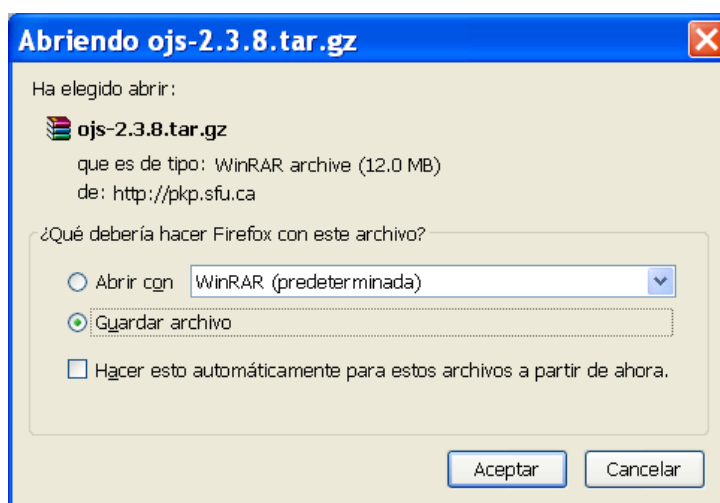 Abriendo ojs-2.3.8.tar.gz
Ha elegido abrir:
ojs-2.3.8.tar.gz
que es de tipo: WinRAR archive (12.0 MB)
de: http://pkp.sfu.ca
¿Qué debería hacer Firefox con este archivo?
Abrir con WinRAR (predeterminada)
Guardar archivo
Hacer esto automáticamente para estos archivos a partir de ahora.
Aceptar Cancelar